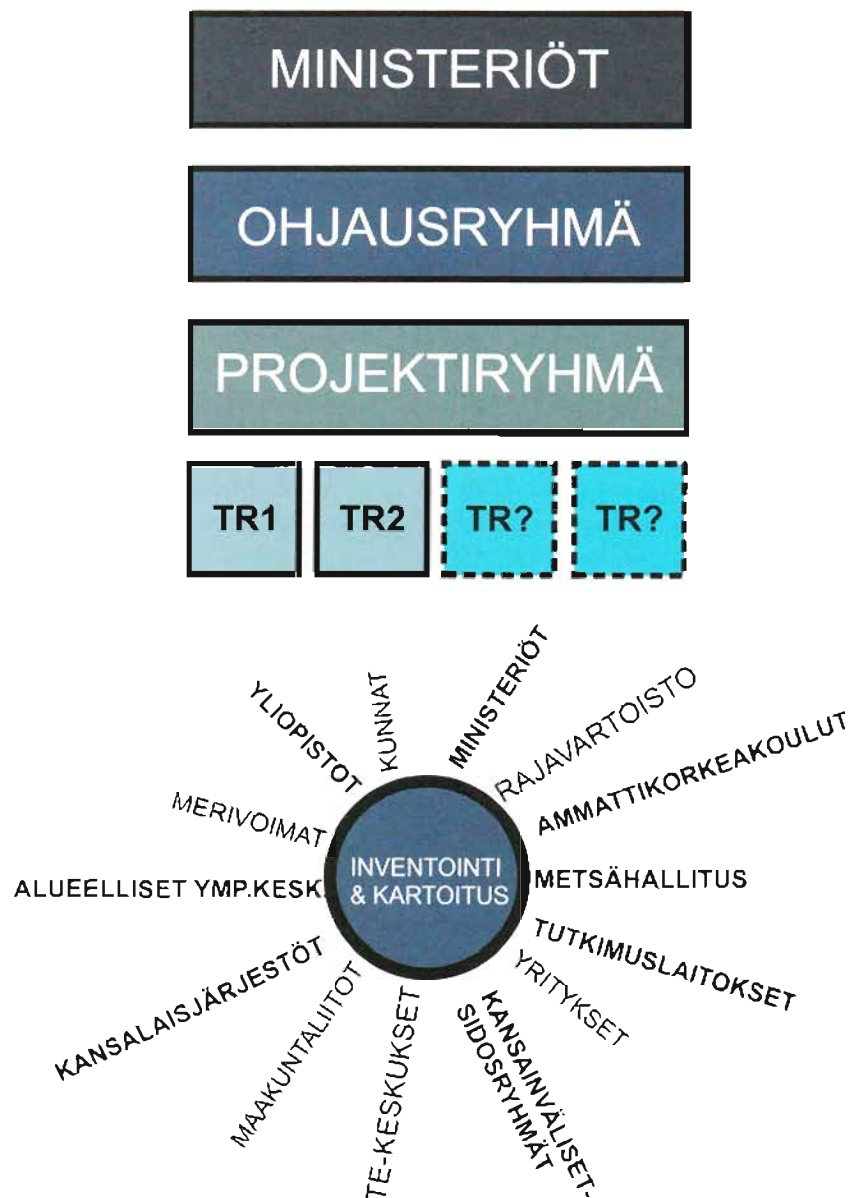 MINISTERIÖT
OHJAUSRYHMÄ
PROJEKTIRYHMÄ
TR1 TR2 TR? TR?
MINISTERIÖT
RAJAVARTOISTO
AMMATTIKORKEAKOULUT
METSÄHALLITUS
TUTKIMUSLAITOKSET
YRITYKSET
KANSAINVÄLISET-
SIDOSRYHMÄT
TE-KESKUKSET
MAAKUNTALIITOT
KANSALAISJÄRJESTÖT
ALUEELLISET YMP.KESK.
MERIVOIMAT
YLIOPISTOT
KUNNAT
INVENTOINTI
& KARTOITUS